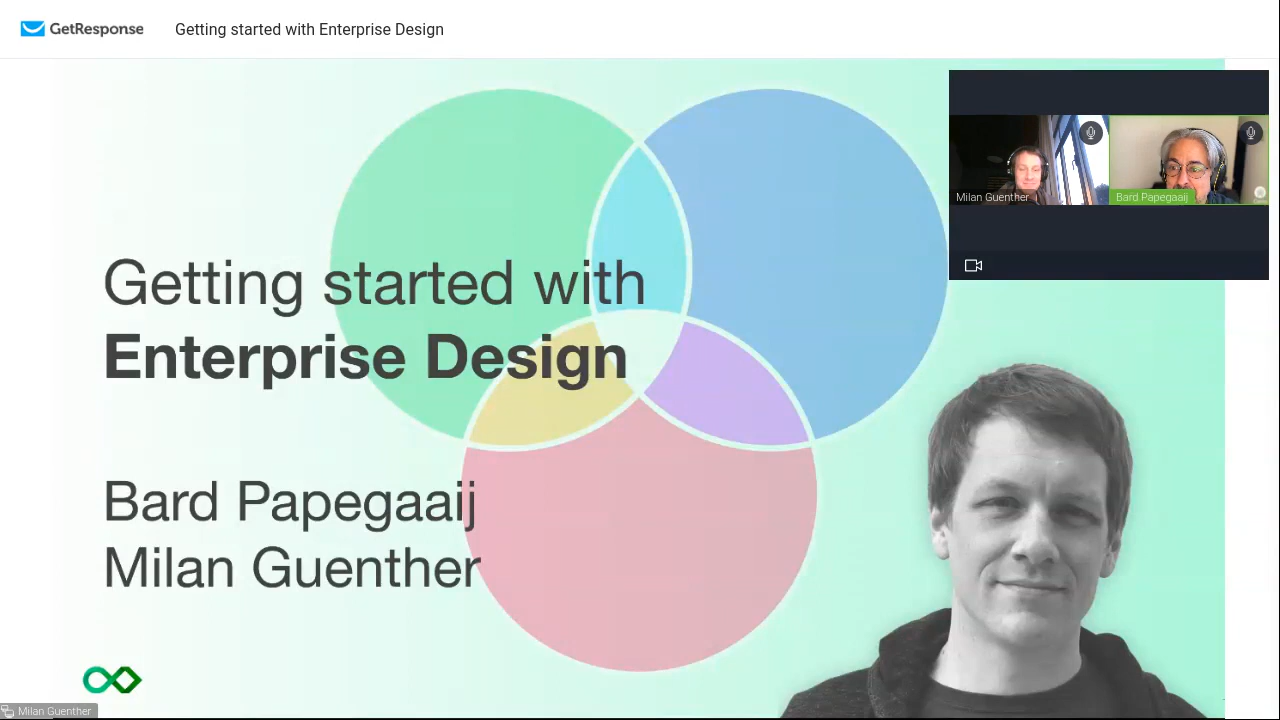 GetResponse
Getting started with Enterprise Design
Milan Guenther
Bard Papegaaij
Getting started with
Enterprise Design
Bard Papegaaij
Milan Guenther
Milan Guenther